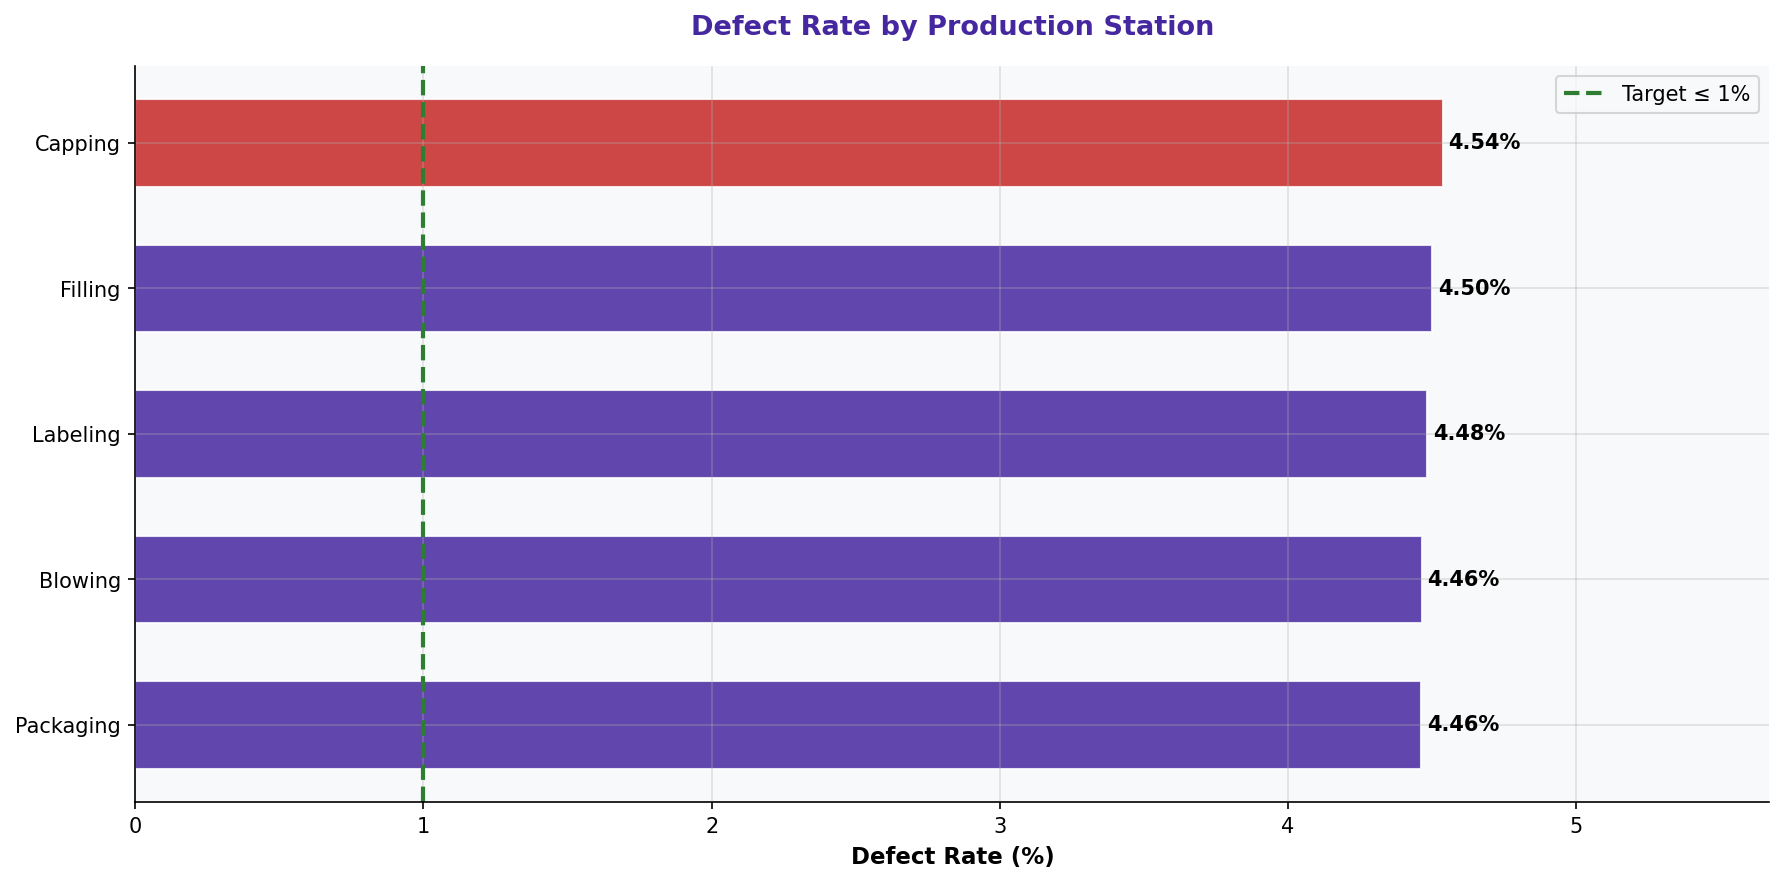 Defect Rate by Production Station
Target ≤ 1%
Capping
4.54%
Filling
4.50%
Labeling
4.48%
Blowing
4.46%
Packaging
4.46%
0 1 2 3 4 5
Defect Rate (%)